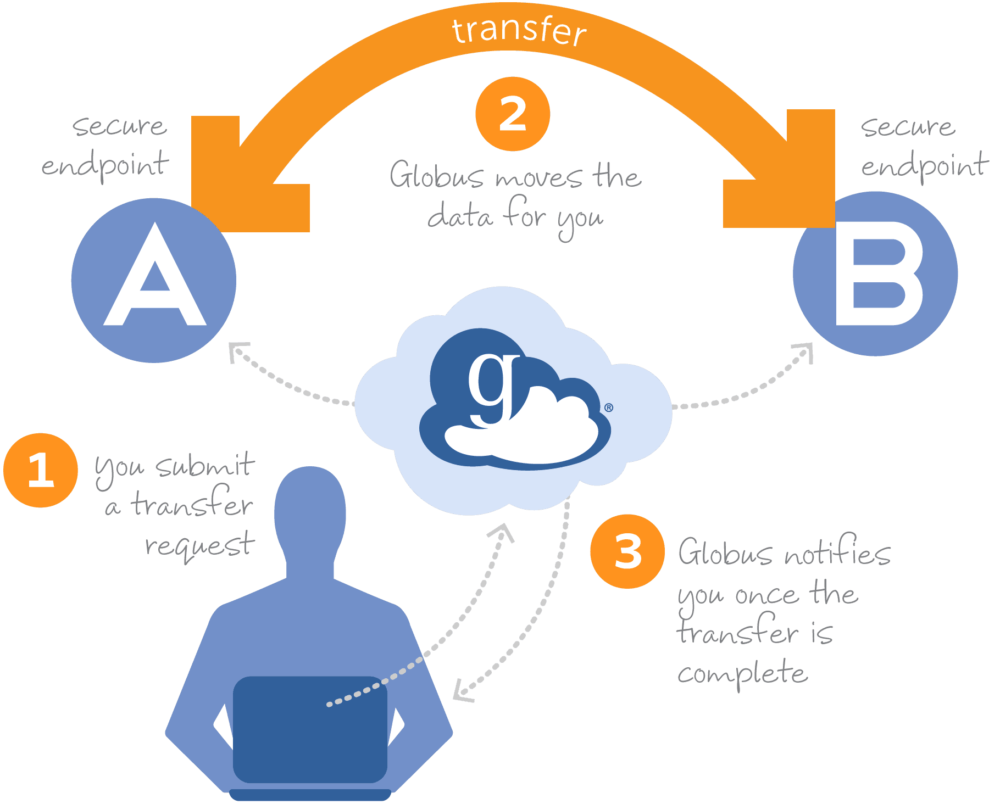 transfer
2
secure
endpoint
secure
endpoint
Globus moves the
data for you
A
B
g
®
1
you submit
a transfer
request
3
Globus notifies
you once the
transfer is
complete